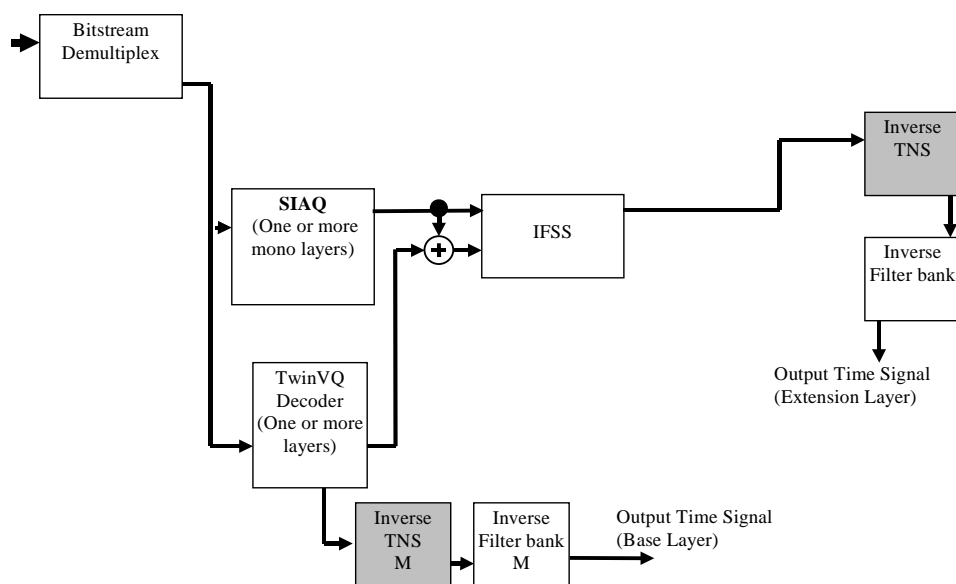 Bitstream
Demultiplex
Inverse
TNS
SIAQ
(One or more
mono layers)
IFSS
Inverse
Filter bank
TwinVQ
Decoder
(One or more
layers)
Output Time Signal
(Extension Layer)
Inverse
TNS
M
Inverse
Filter bank
M
Output Time Signal
(Base Layer)